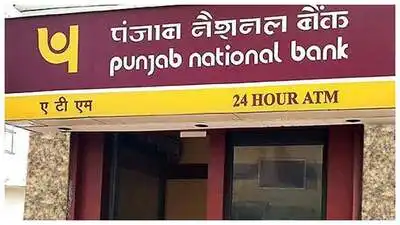 पंजाब नैशनल बैंक
punjab national bank
ए टी एम 24 HOUR ATM